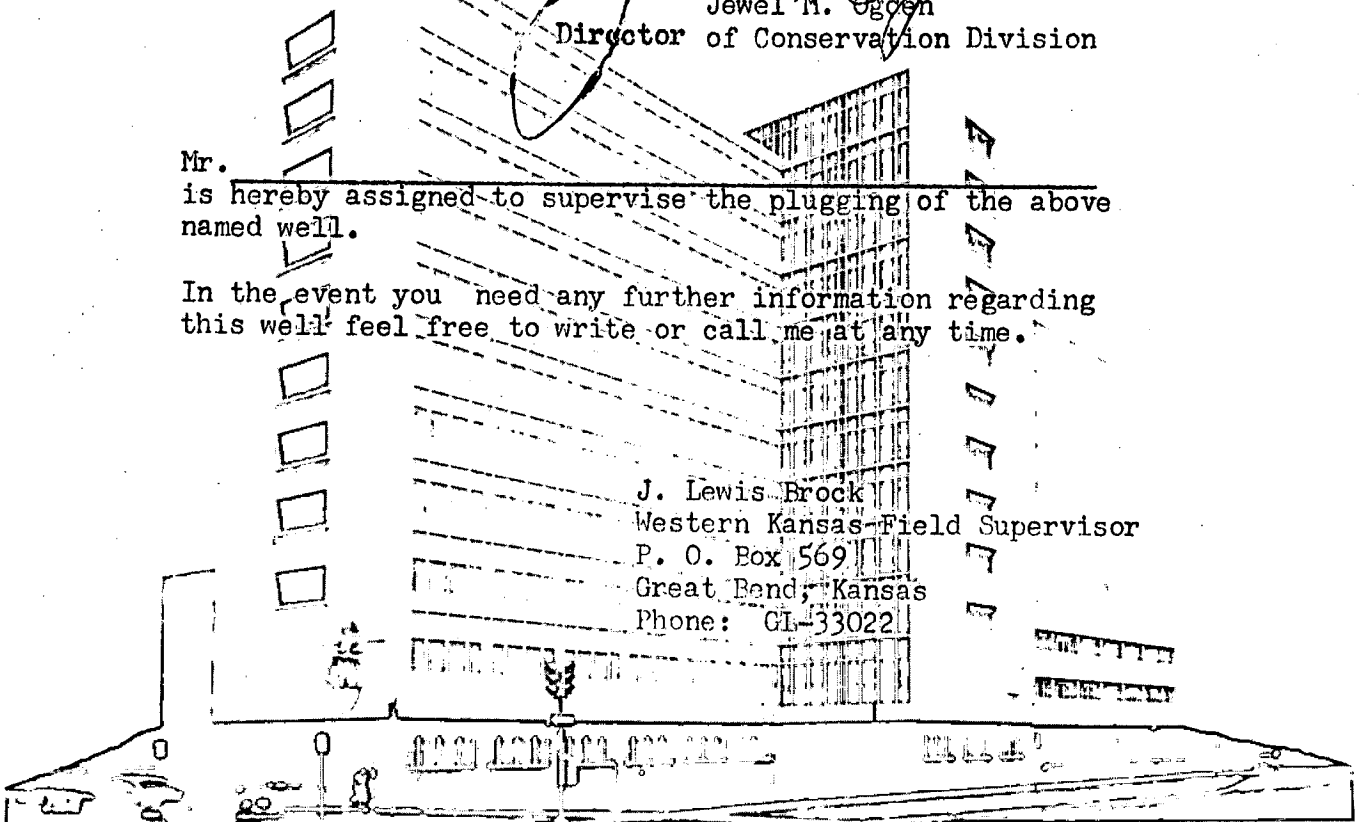 Jewel M. Ogden
Director of Conservation Division
Mr.
is hereby assigned to supervise the plugging of the above
named well.
In the event you need any further information regarding
this well feel free to write or call me at any time.
J. Lewis Brock
Western Kansas Field Supervisor
P. O. Box 569
Great Bend, Kansas
Phone: GL-33022